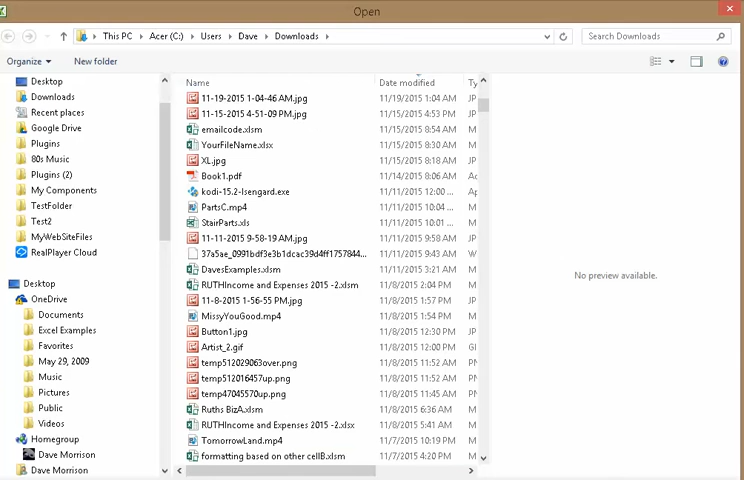 Open
This PC Acer (C:) Users Dave Downloads
Search Downloads
Organize New folder
Name Date modified Ty
Desktop
Downloads
Recent places
Google Drive
Plugins
80s Music
Plugins (2)
My Components
TestFolder
Test2
MyWebSiteFiles
RealPlayer Cloud
Desktop
OneDrive
Documents
Excel Examples
Favorites
May 29, 2009
Music
Pictures
Public
Videos
Homegroup
Dave Morrison
Dave Morrison
11-19-2015 1-04-46 AM.jpg 11/19/2015 1:04 AM JP
11-15-2015 4-51-09 PM.jpg 11/15/2015 4:53 PM JP
emailcode.xlsm 11/15/2015 8:54 AM M
YourFileName.xlsx 11/15/2015 8:30 AM M
XL.jpg 11/15/2015 8:18 AM JP
Book1.pdf 11/14/2015 8:06 AM A
kodi-15.2-Isengard.exe 11/11/2015 12:00 ... A
PartsC.mp4 11/11/2015 10:04 ... M
StairParts.xls 11/11/2015 10:01 ... M
11-11-2015 9-58-19 AM.jpg 11/11/2015 9:58 AM JP
37a5ae_0991bdf3e3b1dcac39d4ff1757844... 11/11/2015 9:43 AM W
DavesExamples.xlsm 11/11/2015 3:21 AM M
RUTHIncome and Expenses 2015 -2.xlsm 11/8/2015 2:04 PM M
11-8-2015 1-56-55 PM.jpg 11/8/2015 1:57 PM JP
MissyYouGood.mp4 11/8/2015 1:54 PM M
Button1.jpg 11/8/2015 12:30 PM JP
Artist_2.gif 11/8/2015 12:00 PM GI
temp512029063over.png 11/8/2015 11:52 AM PN
temp512016457up.png 11/8/2015 11:52 AM PN
temp47045570up.png 11/8/2015 11:45 AM PN
Ruths BizA.xlsm 11/8/2015 6:36 AM M
RUTHIncome and Expenses 2015 -2.xlsx 11/8/2015 5:41 AM M
TomorrowLand.mp4 11/7/2015 10:19 PM M
formatting based on other cellB.xlsm 11/7/2015 4:20 PM M
No preview available.